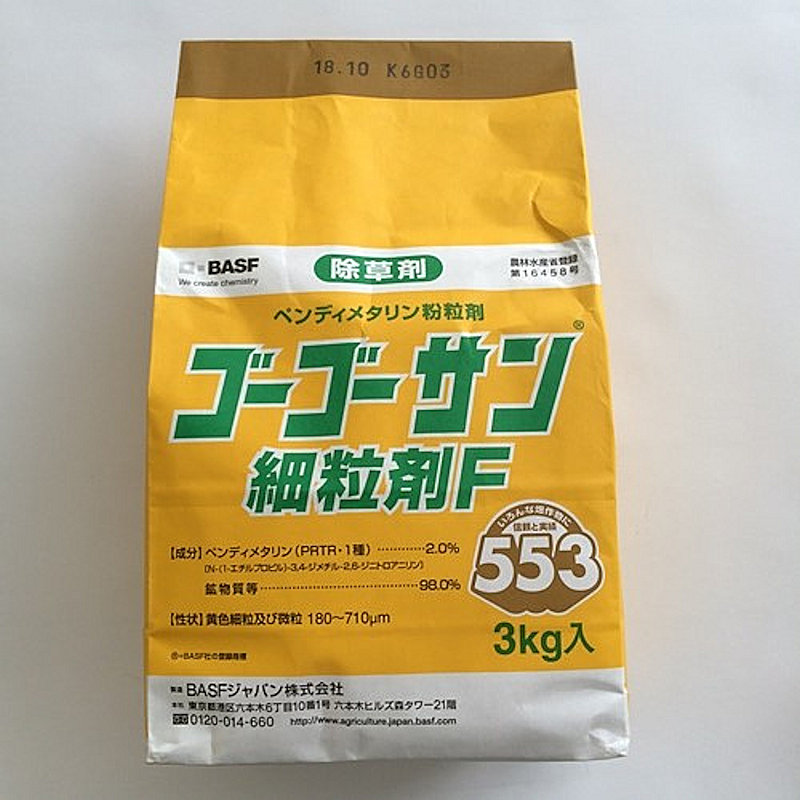 18.10 K6G03
BASF
We create chemistry
除草剤
農林水産省登録
第16458号
ペンディメタリン粉粒剤
ゴーゴーサン®
細粒剤F
いろんな畑作物に
信頼と実績
553
【成分】ペンディメタリン(PRTR・1種)…………2.0%
[N-(1-エチルプロピル)-3,4-ジメチル-2,6-ジニトロアニリン]
鉱物質等……………………………98.0%
【性状】黄色細粒及び微粒 180〜710μm
3kg入
®=BASF社の登録商標
製造 BASFジャパン株式会社
本社 東京都港区六本木6丁目10番1号 六本木ヒルズ森タワー21階
0120-014-660 http://www.agriculture.japan.basf.com